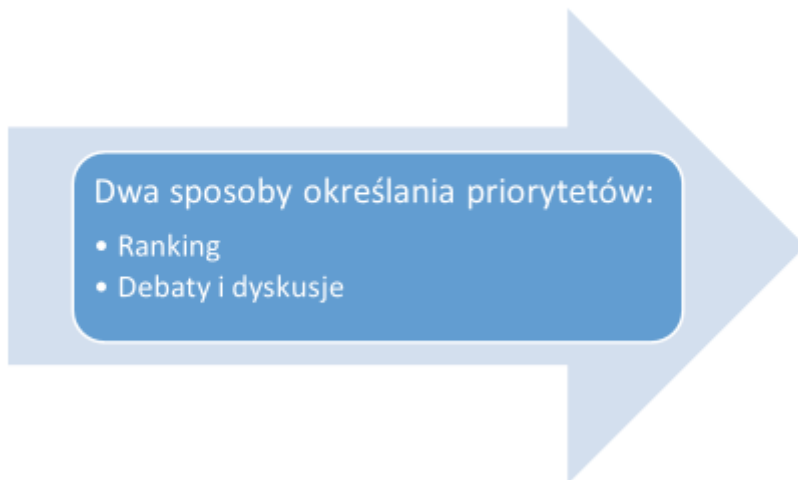 Dwa sposoby określania priorytetów:
• Ranking
• Debaty i dyskusje